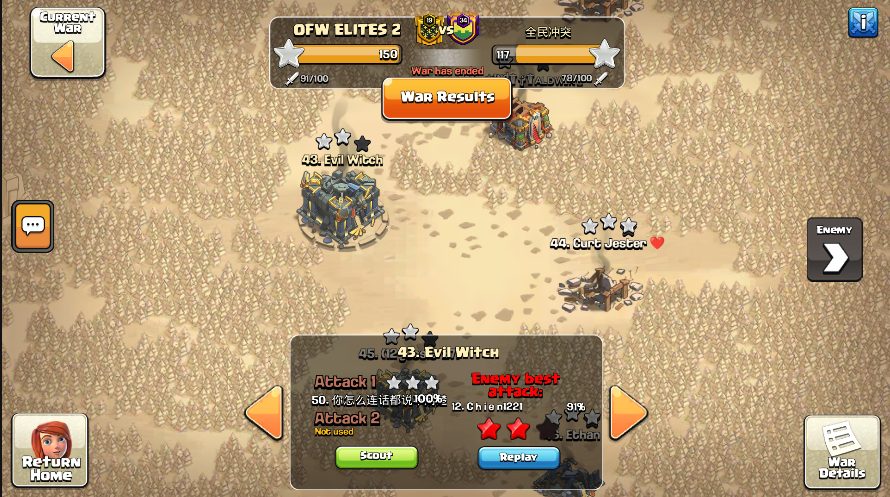 Current
War
OFW ELITES 2
19
VS
34
全民冲突
150
117
War has ended
91/100
78/100
War Results
43. Evil Witch
Enemy
44. Curt Jester ❤️
43. Evil Witch
Attack 1
50. 你怎么连话都说
100%
Attack 2
Not used
Enemy best
attack:
12. C h i e n1221
91%
Ethan
Scout
Replay
Return
Home
War
Details